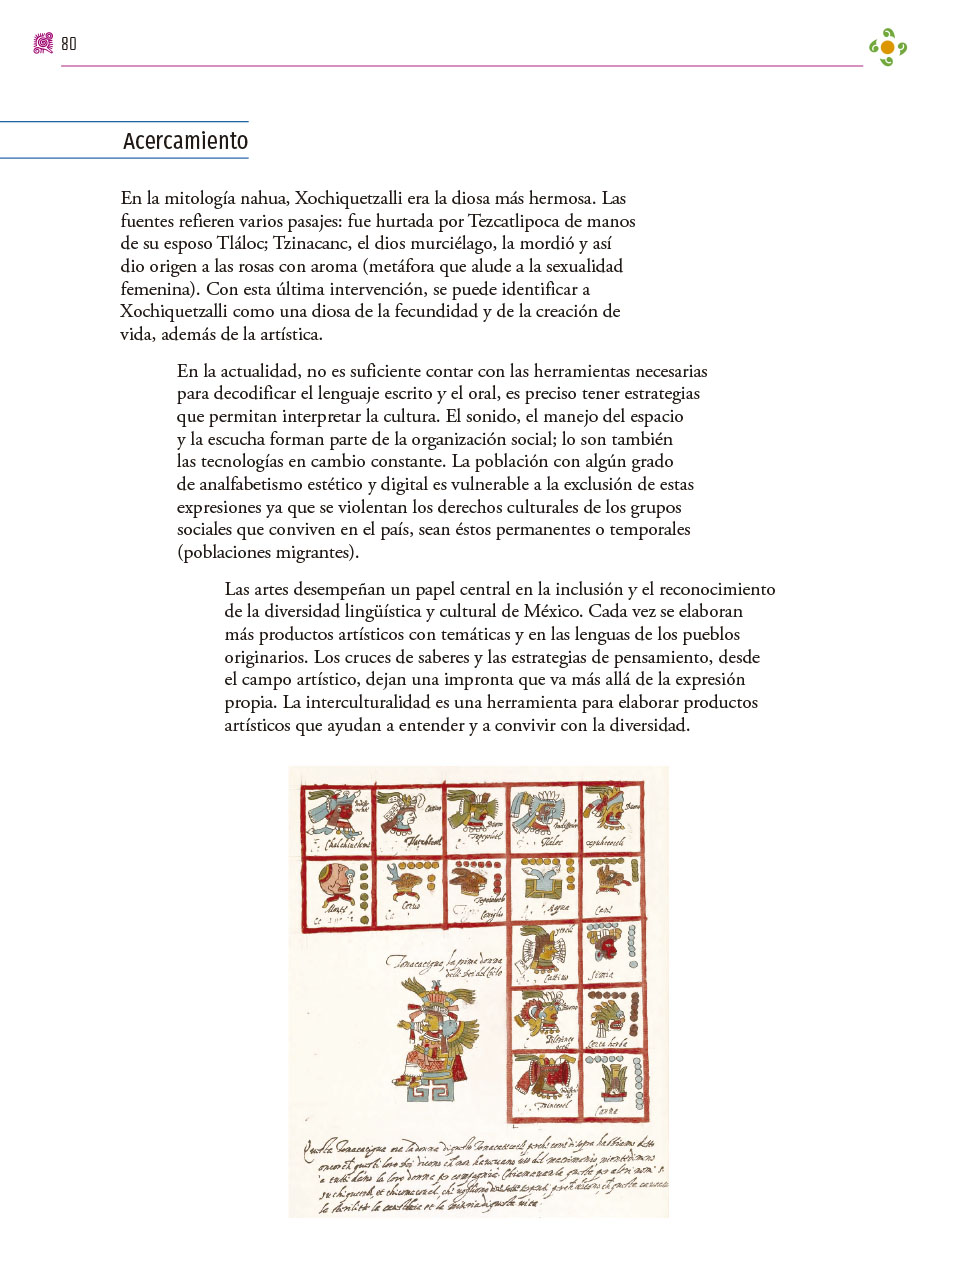 80
Acercamiento
En la mitología nahua, Xochiquetzalli era la diosa más hermosa. Las
fuentes refieren varios pasajes: fue hurtada por Tezcatlipoca de manos
de su esposo Tláloc; Tzinacanc, el dios murciélago, la mordió y así
dio origen a las rosas con aroma (metáfora que alude a la sexualidad
femenina). Con esta última intervención, se puede identificar a
Xochiquetzalli como una diosa de la fecundidad y de la creación de
vida, además de la artística.
En la actualidad, no es suficiente contar con las herramientas necesarias
para decodificar el lenguaje escrito y el oral, es preciso tener estrategias
que permitan interpretar la cultura. El sonido, el manejo del espacio
y la escucha forman parte de la organización social; lo son también
las tecnologías en cambio constante. La población con algún grado
de analfabetismo estético y digital es vulnerable a la exclusión de estas
expresiones ya que se violentan los derechos culturales de los grupos
sociales que conviven en el país, sean éstos permanentes o temporales
(poblaciones migrantes).
Las artes desempeñan un papel central en la inclusión y el reconocimiento
de la diversidad lingüística y cultural de México. Cada vez se elaboran
más productos artísticos con temáticas y en las lenguas de los pueblos
originarios. Los cruces de saberes y las estrategias de pensamiento, desde
el campo artístico, dejan una impronta que va más allá de la expresión
propia. La interculturalidad es una herramienta para elaborar productos
artísticos que ayudan a entender y a convivir con la diversidad.
Tlaloc
Ceruo
Simia
Tonacacigua la prima donna